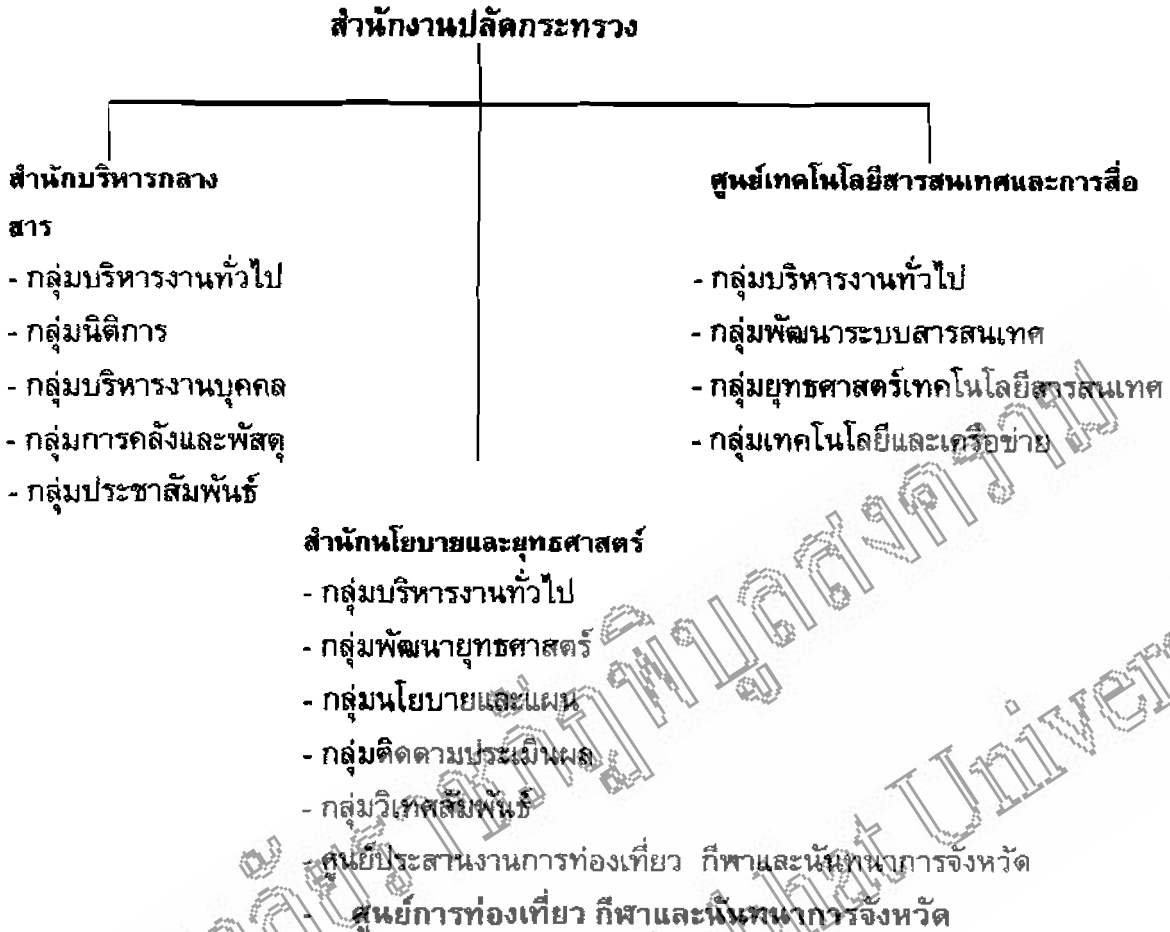 สำนักงานปลัดกระทรวง
สำนักบริหารกลาง
ศูนย์เทคโนโลยีสารสนเทศและการสื่อ
สาร
- กลุ่มบริหารงานทั่วไป
- กลุ่มนิติการ
- กลุ่มบริหารงานบุคคล
- กลุ่มการคลังและพัสดุ
- กลุ่มประชาสัมพันธ์
- กลุ่มบริหารงานทั่วไป
- กลุ่มพัฒนาระบบสารสนเทศ
- กลุ่มยุทธศาสตร์เทคโนโลยีสารสนเทศ
- กลุ่มเทคโนโลยีและเครือข่าย
สำนักนโยบายและยุทธศาสตร์
- กลุ่มบริหารงานทั่วไป
- กลุ่มพัฒนายุทธศาสตร์
- กลุ่มนโยบายและแผน
- กลุ่มติดตามประเมินผล
- กลุ่มวิเทศสัมพันธ์
- ศูนย์ประสานงานการท่องเที่ยว กีฬาและนันทนาการจังหวัด
- ศูนย์การท่องเที่ยว กีฬาและนันทนาการจังหวัด